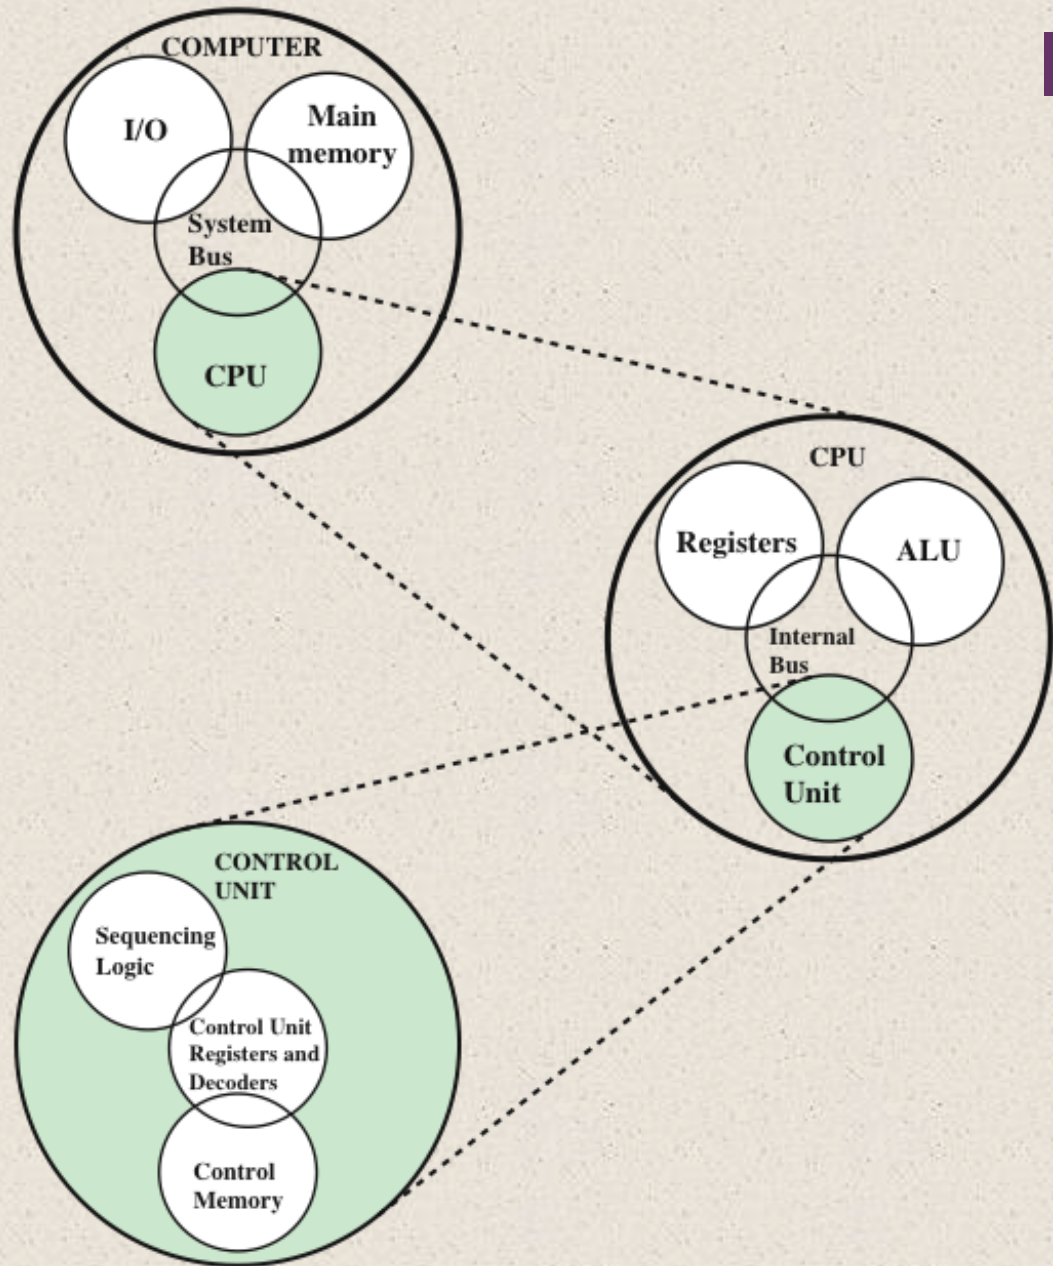 COMPUTER
I/O
Main
memory
System
Bus
CPU
CPU
Registers
ALU
Internal
Bus
Control
Unit
CONTROL
UNIT
Sequencing
Logic
Control Unit
Registers and
Decoders
Control
Memory